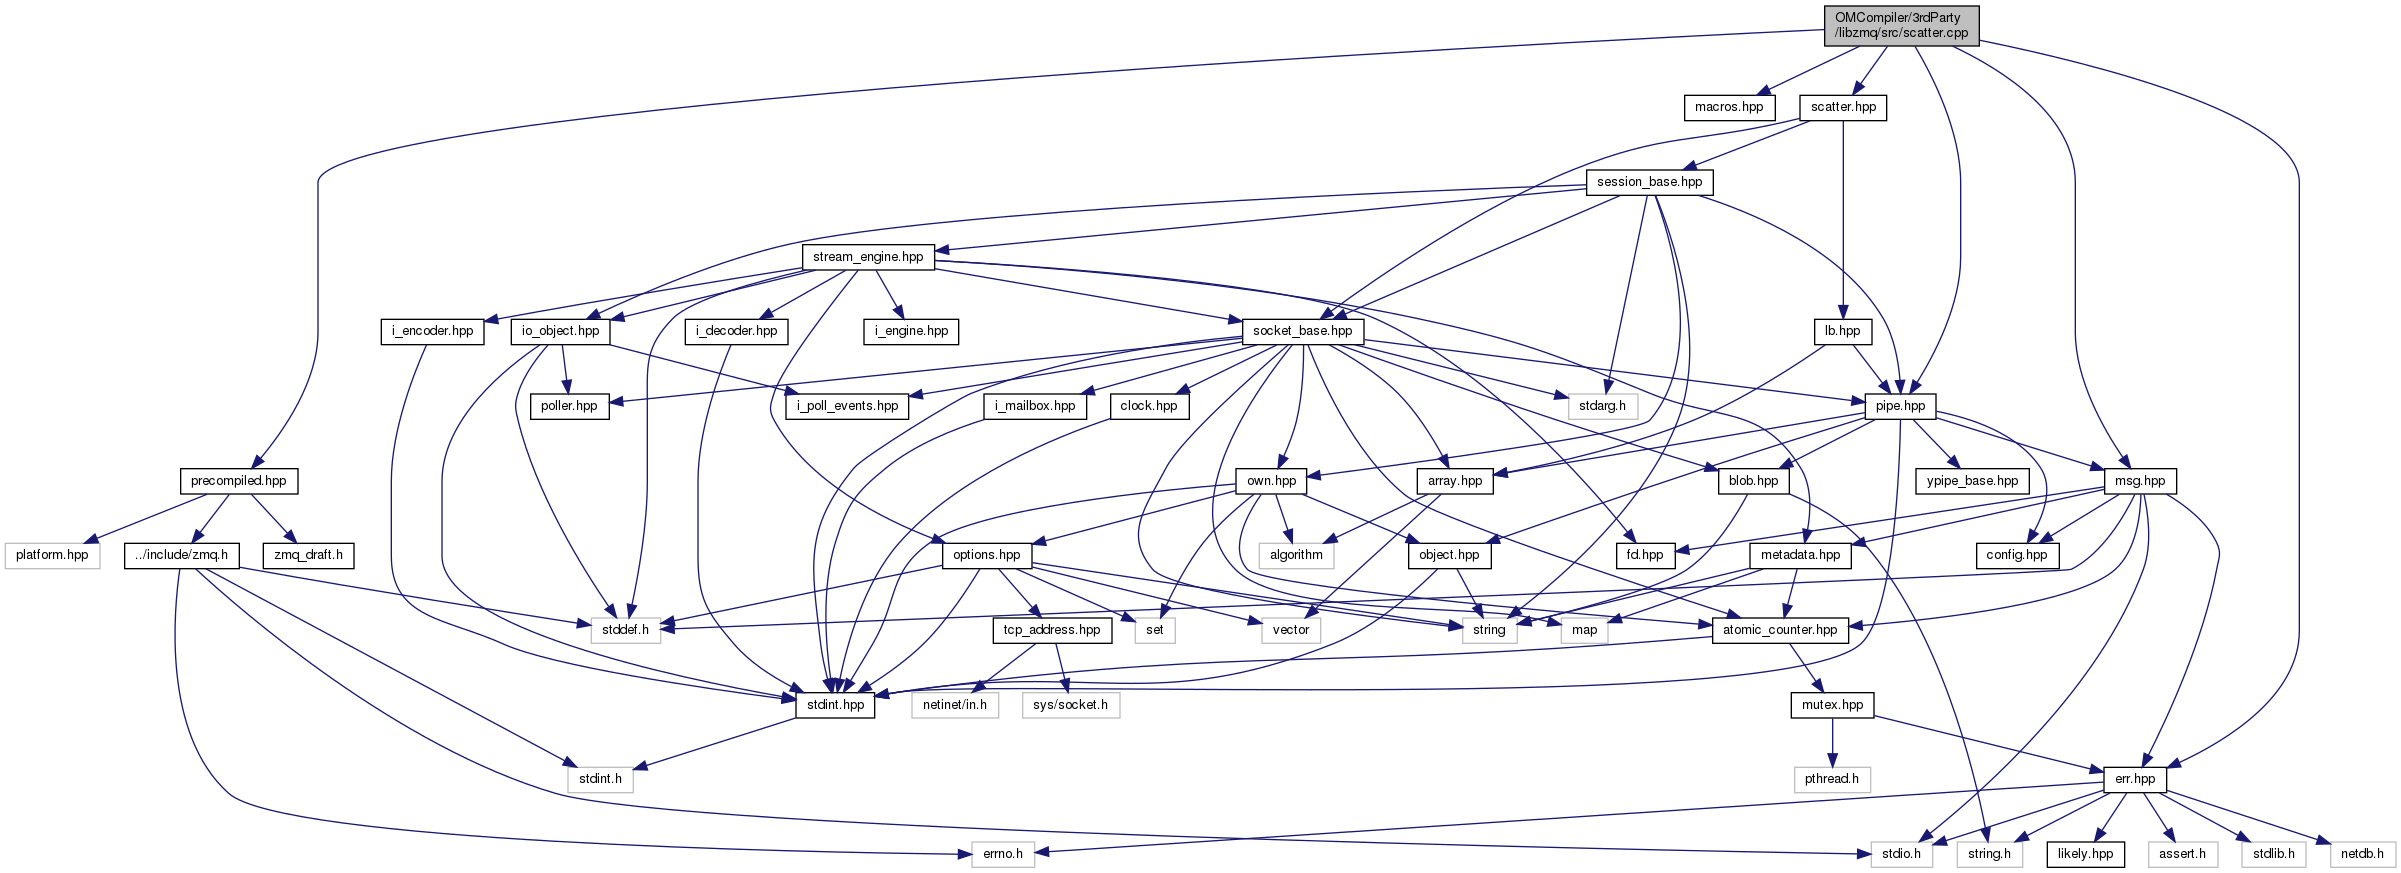 OMCompiler/3rdParty
/libzmq/src/scatter.cpp
macros.hpp
scatter.hpp
session_base.hpp
stream_engine.hpp
i_encoder.hpp
io_object.hpp
i_decoder.hpp
i_engine.hpp
socket_base.hpp
lb.hpp
poller.hpp
i_poll_events.hpp
i_mailbox.hpp
clock.hpp
stdarg.h
pipe.hpp
precompiled.hpp
own.hpp
array.hpp
blob.hpp
ypipe_base.hpp
msg.hpp
platform.hpp
../include/zmq.h
zmq_draft.h
options.hpp
algorithm
object.hpp
fd.hpp
metadata.hpp
config.hpp
stddef.h
tcp_address.hpp
set
vector
string
map
atomic_counter.hpp
stdint.hpp
netinet/in.h
sys/socket.h
mutex.hpp
stdint.h
pthread.h
err.hpp
errno.h
stdio.h
string.h
likely.hpp
assert.h
stdlib.h
netdb.h